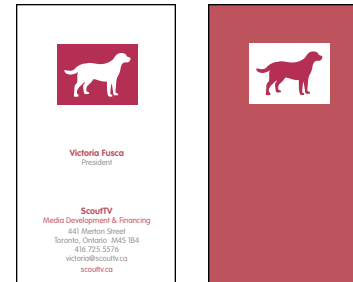 Victoria Fusca
President
ScoutTV
Media Development & Financing
441 Merton Street
Toronto, Ontario M4S 1B4
416.725.5576
victoria@scouttv.ca
scouttv.ca